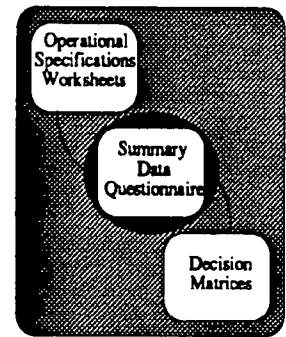 Operational
Specifications
Worksheets
Summary
Data
Questionnaire
Decision
Matrices